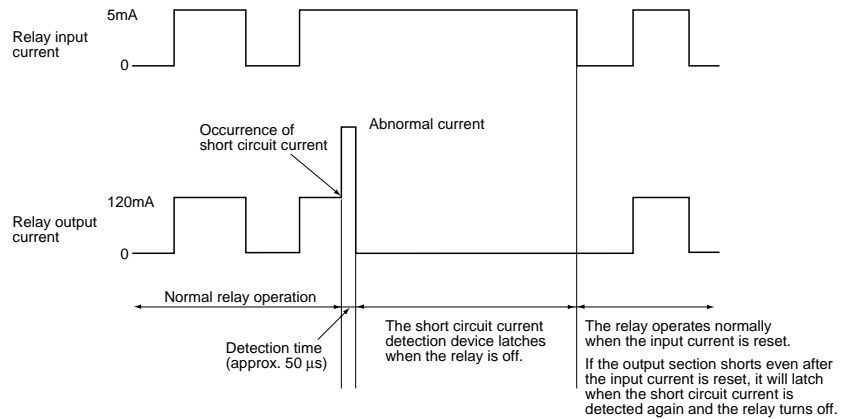 5mA
Relay input
current
0
Occurrence of
short circuit current
Abnormal current
120mA
Relay output
current
0
Normal relay operation
Detection time
(approx. 50 µs)
The short circuit current
detection device latches
when the relay is off.
The relay operates normally
when the input current is reset.
If the output section shorts even after
the input current is reset, it will latch
when the short circuit current is
detected again and the relay turns off.